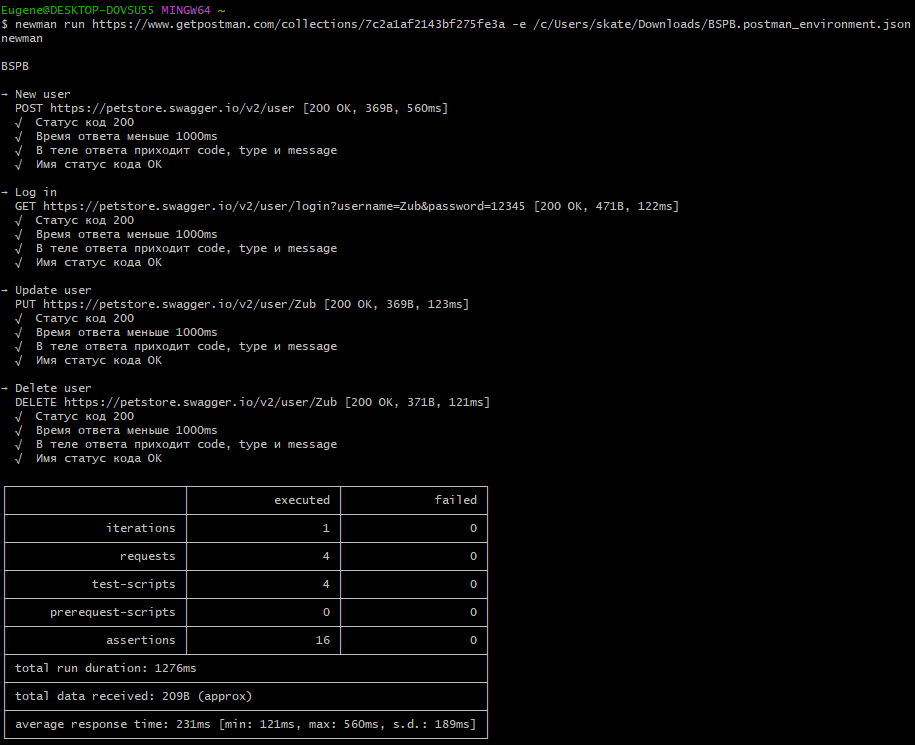 Eugene@DESKTOP-DOVSU55 MINGW64 ~
$ newman run https://www.getpostman.com/collections/7c2a1af2143bf275fe3a -e /c/Users/skate/Downloads/BSPB.postman_environment.json
newman

BSPB

→ New user
POST https://petstore.swagger.io/v2/user [200 OK, 369B, 560ms]
√ Статус код 200
√ Время ответа меньше 1000ms
√ В теле ответа приходит code, type и message
√ Имя статус кода OK

→ Log in
GET https://petstore.swagger.io/v2/user/login?username=Zub&password=12345 [200 OK, 471B, 122ms]
√ Статус код 200
√ Время ответа меньше 1000ms
√ В теле ответа приходит code, type и message
√ Имя статус кода OK

→ Update user
PUT https://petstore.swagger.io/v2/user/Zub [200 OK, 369B, 123ms]
√ Статус код 200
√ Время ответа меньше 1000ms
√ В теле ответа приходит code, type и message
√ Имя статус кода OK

→ Delete user
DELETE https://petstore.swagger.io/v2/user/Zub [200 OK, 371B, 121ms]
√ Статус код 200
√ Время ответа меньше 1000ms
√ В теле ответа приходит code, type и message
√ Имя статус кода OK

executed failed
iterations 1 0
requests 4 0
test-scripts 4 0
prerequest-scripts 0 0
assertions 16 0
total run duration: 1276ms
total data received: 209B (approx)
average response time: 231ms [min: 121ms, max: 560ms, s.d.: 189ms]